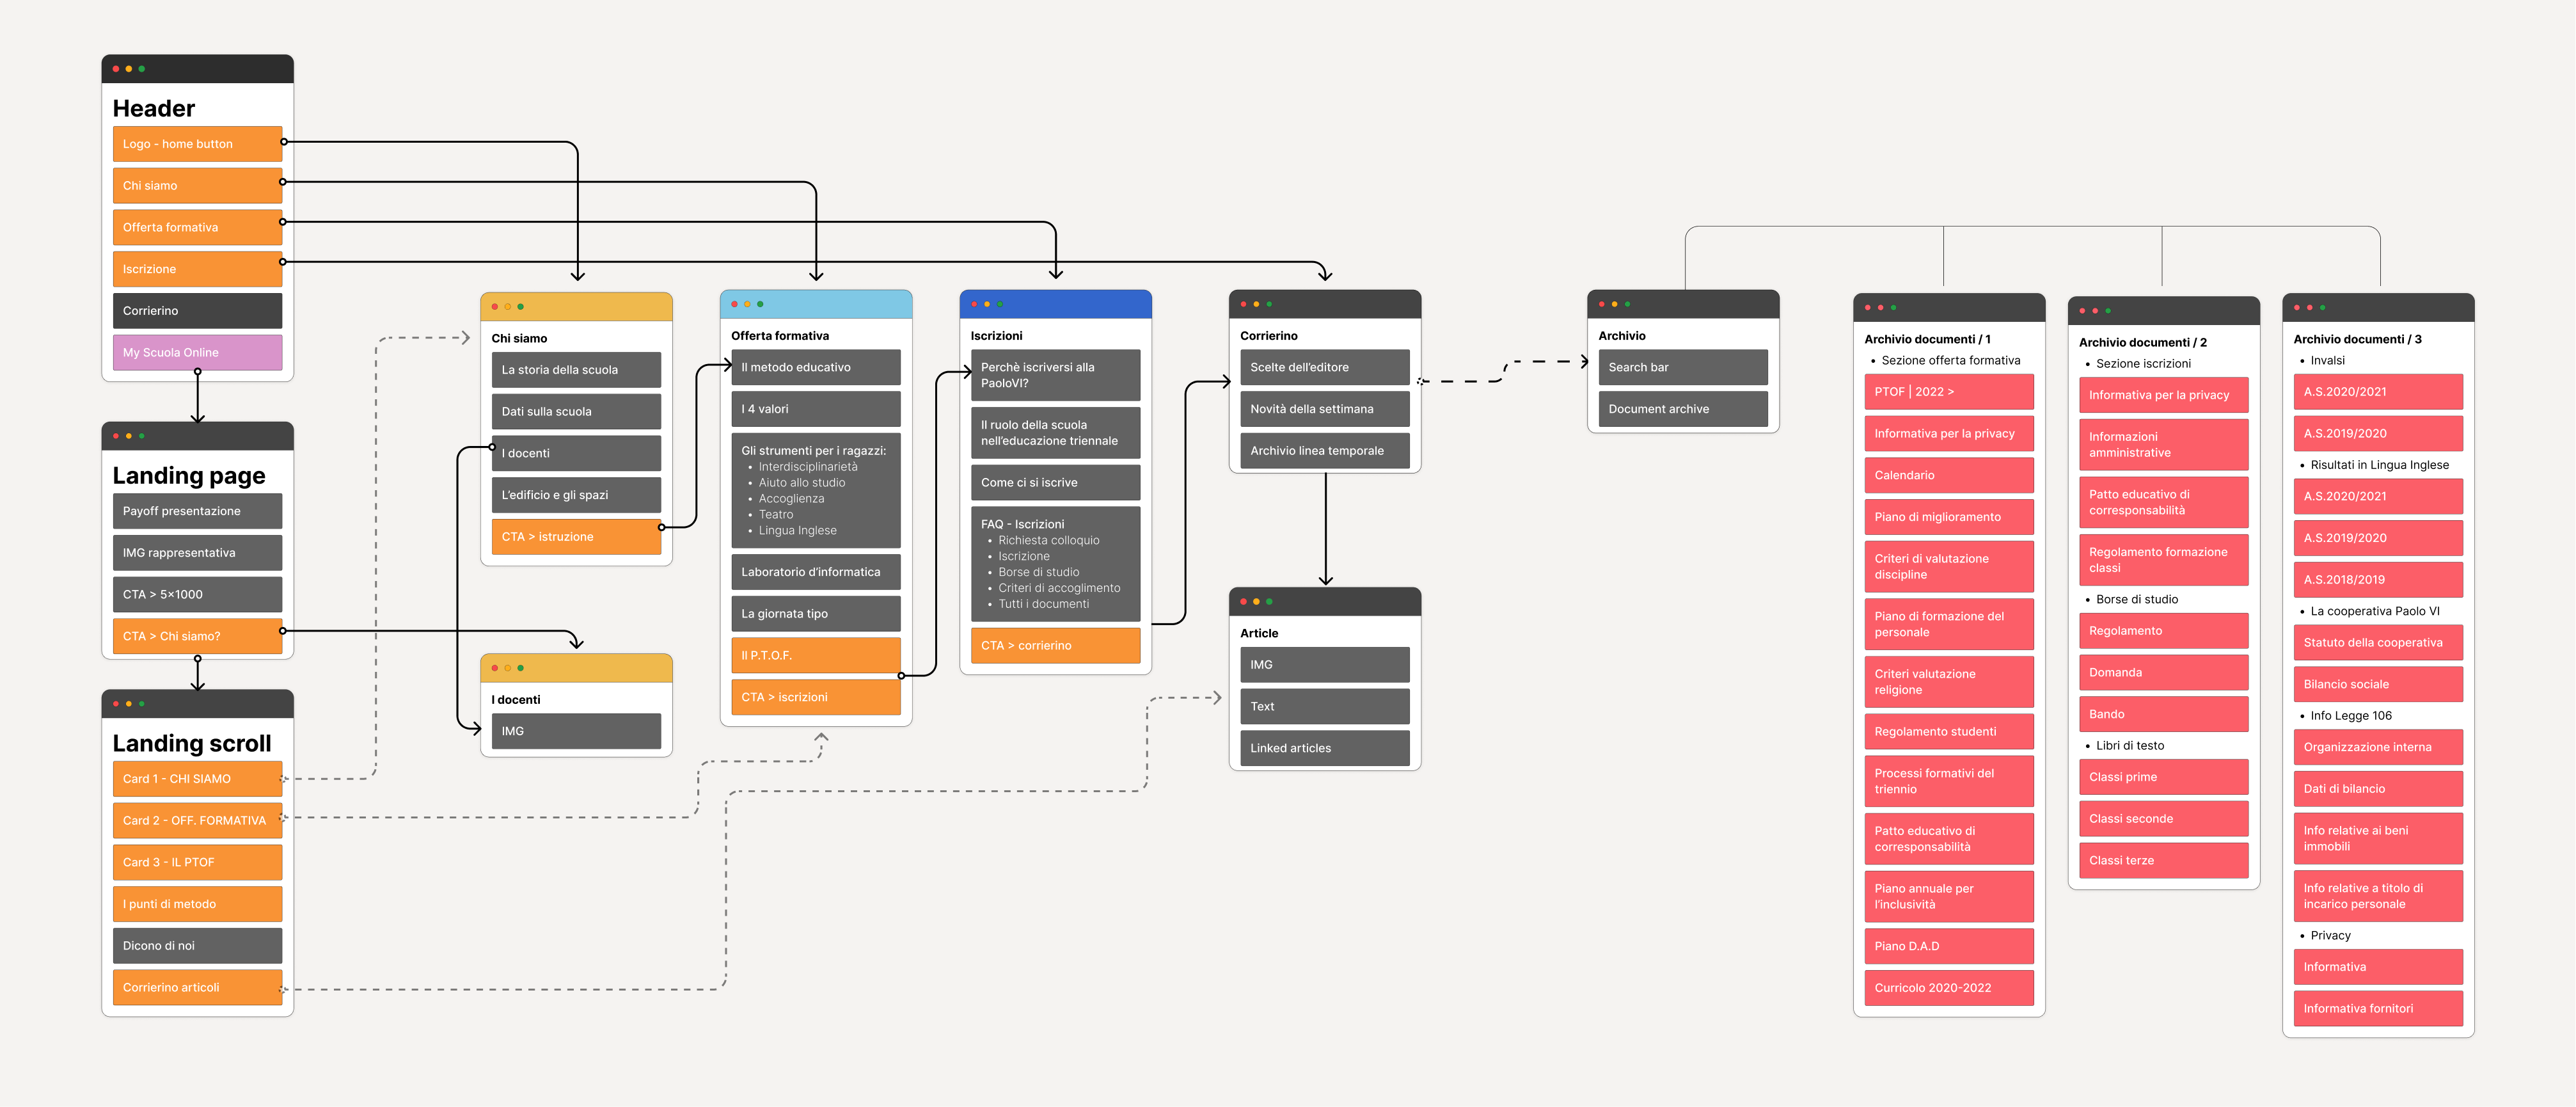 Header
Logo - home button
Chi siamo
Offerta formativa
Iscrizione
Corrierino
My Scuola Online
Landing page
Payoff presentazione
IMG rappresentativa
CTA > 5×1000
CTA > Chi siamo?
Landing scroll
Card 1 - CHI SIAMO
Card 2 - OFF. FORMATIVA
Card 3 - IL PTOF
I punti di metodo
Dicono di noi
Corrierino articoli
Chi siamo
La storia della scuola
Dati sulla scuola
I docenti
L'edificio e gli spazi
CTA > istruzione
I docenti
IMG
Offerta formativa
Il metodo educativo
I 4 valori
Gli strumenti per i ragazzi:
• Interdisciplinarietà
• Aiuto allo studio
• Accoglienza
• Teatro
• Lingua Inglese
Laboratorio d'informatica
La giornata tipo
Il P.T.O.F.
CTA > iscrizioni
Iscrizioni
Perchè iscriversi alla
PaoloVI?
Il ruolo della scuola
nell'educazione triennale
Come ci si iscrive
FAQ - Iscrizioni
• Richiesta colloquio
• Iscrizione
• Borse di studio
• Criteri di accoglimento
• Tutti i documenti
CTA > corrierino
Corrierino
Scelte dell'editore
Novità della settimana
Archivio linea temporale
Article
IMG
Text
Linked articles
Archivio
Search bar
Document archive
Archivio documenti / 1
• Sezione offerta formativa
PTOF | 2022 >
Informativa per la privacy
Calendario
Piano di miglioramento
Criteri di valutazione
discipline
Piano di formazione del
personale
Criteri valutazione
religione
Regolamento studenti
Processi formativi del
triennio
Patto educativo di
corresponsabilità
Piano annuale per
l'inclusività
Piano D.A.D
Curricolo 2020-2022
Archivio documenti / 2
• Sezione iscrizioni
Informativa per la privacy
Informazioni
amministrative
Patto educativo di
corresponsabilità
Regolamento formazione
classi
• Borse di studio
Regolamento
Domanda
Bando
• Libri di testo
Classi prime
Classi seconde
Classi terze
Archivio documenti / 3
• Invalsi
A.S.2020/2021
A.S.2019/2020
• Risultati in Lingua Inglese
A.S.2020/2021
A.S.2019/2020
A.S.2018/2019
• La cooperativa Paolo VI
Statuto della cooperativa
Bilancio sociale
• Info Legge 106
Organizzazione interna
Dati di bilancio
Info relative ai beni
immobili
Info relative a titolo di
incarico personale
• Privacy
Informativa
Informativa fornitori